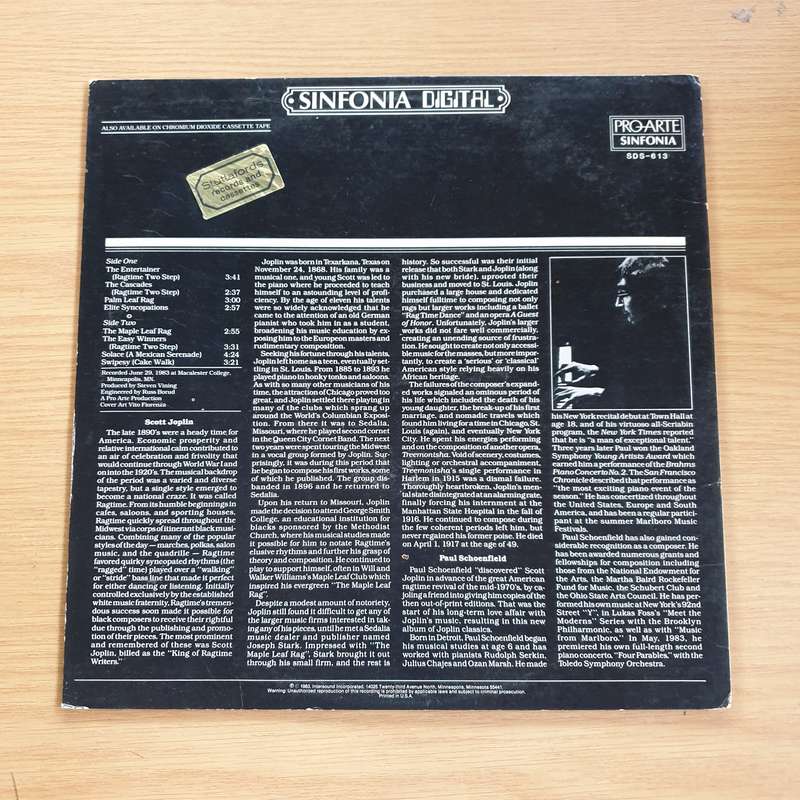 SINFONIA DIGITAL
ALSO AVAILABLE ON CHROMIUM DIOXIDE CASSETTE TAPE
PRO-ARTE
SINFONIA
SDS-613
Stuttafords
records and
cassettes
Side One
The Entertainer
(Ragtime Two Step) 3:41
The Cascades
(Ragtime Two Step) 2:37
Palm Leaf Rag 3:00
Elite Syncopations 2:57
Side Two
The Maple Leaf Rag 2:55
The Easy Winners
(Ragtime Two Step) 3:31
Solace (A Mexican Serenade) 4:24
Swipesy (Cake Walk) 3:21
Recorded June 29, 1983 at Macalester College,
Minneapolis, MN.
Produced by Steven Vining
Engineered by Russ Borud
A Pro Arte Production
Cover Art Vito Fiorenza
Scott Joplin
The late 1890's were a heady time for
America. Economic prosperity and
relative international calm contributed to
an air of celebration and frivolity that
would continue through World War I and
on into the 1920's. The musical backdrop
of the period was a varied and diverse
tapestry, but a single style emerged to
become a national craze. It was called
Ragtime. From its humble beginnings in
cafes, saloons, and sporting houses,
Ragtime quickly spread throughout the
Midwest via corps of itinerant black musi-
cians. Combining many of the popular
styles of the day — marches, polkas, salon
music, and the quadrille — Ragtime
favored quirky syncopated rhythms (the
"ragged" time) played over a "walking"
or "stride" bass line that made it perfect
for either dancing or listening. Initially
controlled exclusively by the established
white music fraternity, Ragtime's tremen-
dous success soon made it possible for
black composers to receive their rightful
due through the publishing and promo-
tion of their pieces. The most prominent
and remembered of these was Scott
Joplin, billed as the "King of Ragtime
Writers."
Joplin was born in Texarkana, Texas on
November 24, 1868. His family was a
musical one, and young Scott was led to
the piano where he proceeded to teach
himself to an astounding level of profi-
ciency. By the age of eleven his talents
were so widely acknowledged that he
came to the attention of an old German
pianist who took him in as a student,
broadening his music education by ex-
posing him to the European masters and
rudimentary composition.
Seeking his fortune through his talents,
Joplin left home as a teen, eventually set-
tling in St. Louis. From 1885 to 1893 he
played piano in honky tonks and saloons.
As with so many other musicians of his
time, the attraction of Chicago proved too
great, and Joplin settled there playing in
many of the clubs which sprang up
around the World's Columbian Exposi-
tion. From there it was to Sedalia,
Missouri, where he played second cornet
in the Queen City Cornet Band. The next
two years were spent touring the Midwest
in a vocal group formed by Joplin. Sur-
prisingly, it was during this period that
he began to compose his first works, some
of which he published. The group dis-
banded in 1896 and he returned to
Sedalia.
Upon his return to Missouri, Joplin
made the decision to attend George Smith
College, an educational institution for
blacks sponsored by the Methodist
Church, where his musical studies made
it possible for him to notate Ragtime's
elusive rhythms and further his grasp of
theory and composition. He continued to
play to support himself, often in Will and
Walker Williams's Maple Leaf Club which
inspired his evergreen "The Maple Leaf
Rag".
Despite a modest amount of notoriety,
Joplin still found it difficult to get any of
the larger music firms interested in tak-
ing any of his pieces, until he met a Sedalia
music dealer and publisher named
Joseph Stark. Impressed with "The
Maple Leaf Rag", Stark brought it out
through his small firm, and the rest is
history. So successful was their initial
release that both Stark and Joplin (along
with his new bride), uprooted their
business and moved to St. Louis. Joplin
purchased a large house and dedicated
himself fulltime to composing not only
rags but larger works including a ballet
"Rag Time Dance" and an opera A Guest
of Honor. Unfortunately, Joplin's larger
works did not fare well commercially,
creating an unending source of frustra-
tion. He sought to create not only accessi-
ble music for the masses, but more impor-
tantly, to create a 'serious' or 'classical'
American style relying heavily on his
African heritage.
The failures of the composer's expand-
ed works signaled an ominous period of
his life which included the death of his
young daughter, the break-up of his first
marriage, and nomadic travels which
found him living for a time in Chicago, St.
Louis (again), and eventually New York
City. He spent his energies performing
and on the composition of another opera,
Treemonisha. Void of scenery, costumes,
lighting or orchestral accompaniment,
Treemonisha's single performance in
Harlem in 1915 was a dismal failure.
Thoroughly heartbroken, Joplin's men-
tal state disintegrated at an alarming rate,
finally forcing his internment at the
Manhattan State Hospital in the fall of
1916. He continued to compose during
the few coherent periods left him, but
never regained his former poise. He died
on April 1, 1917 at the age of 49.
Paul Schoenfield
Paul Schoenfield "discovered" Scott
Joplin in advance of the great American
ragtime revival of the mid-1970's, by ca-
joling a friend into giving him copies of the
then out-of-print editions. That was the
start of his long-term love affair with
Joplin's music, resulting in this new
album of Joplin classics.
Born in Detroit, Paul Schoenfield began
his musical studies at age 6 and has
worked with pianists Rudolph Serkin,
Julius Chajes and Ozan Marsh. He made
his New York recital debut at Town Hall at
age 18, and of his virtuoso all-Scriabin
program, the New York Times reported
that he is "a man of exceptional talent."
Three years later Paul won the Oakland
Symphony Young Artists Award which
earned him a performance of the Brahms
Piano Concerto No. 2. The San Francisco
Chronicle described that performance as
"the most exciting piano event of the
season." He has concertized throughout
the United States, Europe and South
America, and has been a regular partici-
pant at the summer Marlboro Music
Festivals.
Paul Schoenfield has also gained con-
siderable recognition as a composer. He
has been awarded numerous grants and
fellowships for composition including
those from the National Endowment for
the Arts, the Martha Baird Rockefeller
Fund for Music, the Schubert Club and
the Ohio State Arts Council. He has per-
formed his own music at New York's 92nd
Street "Y", in Lukas Foss's "Meet the
Moderns" Series with the Brooklyn
Philharmonic, as well as with "Music
from Marlboro." In May, 1983, he
premiered his own full-length second
piano concerto, "Four Parables," with the
Toledo Symphony Orchestra.
℗ © 1983, Intersound Incorporated, 14025 Twenty-third Avenue North, Minneapolis, Minnesota 55441.
Warning: Unauthorized reproduction of this recording is prohibited by applicable laws and subject to criminal prosecution.
Printed in U.S.A.